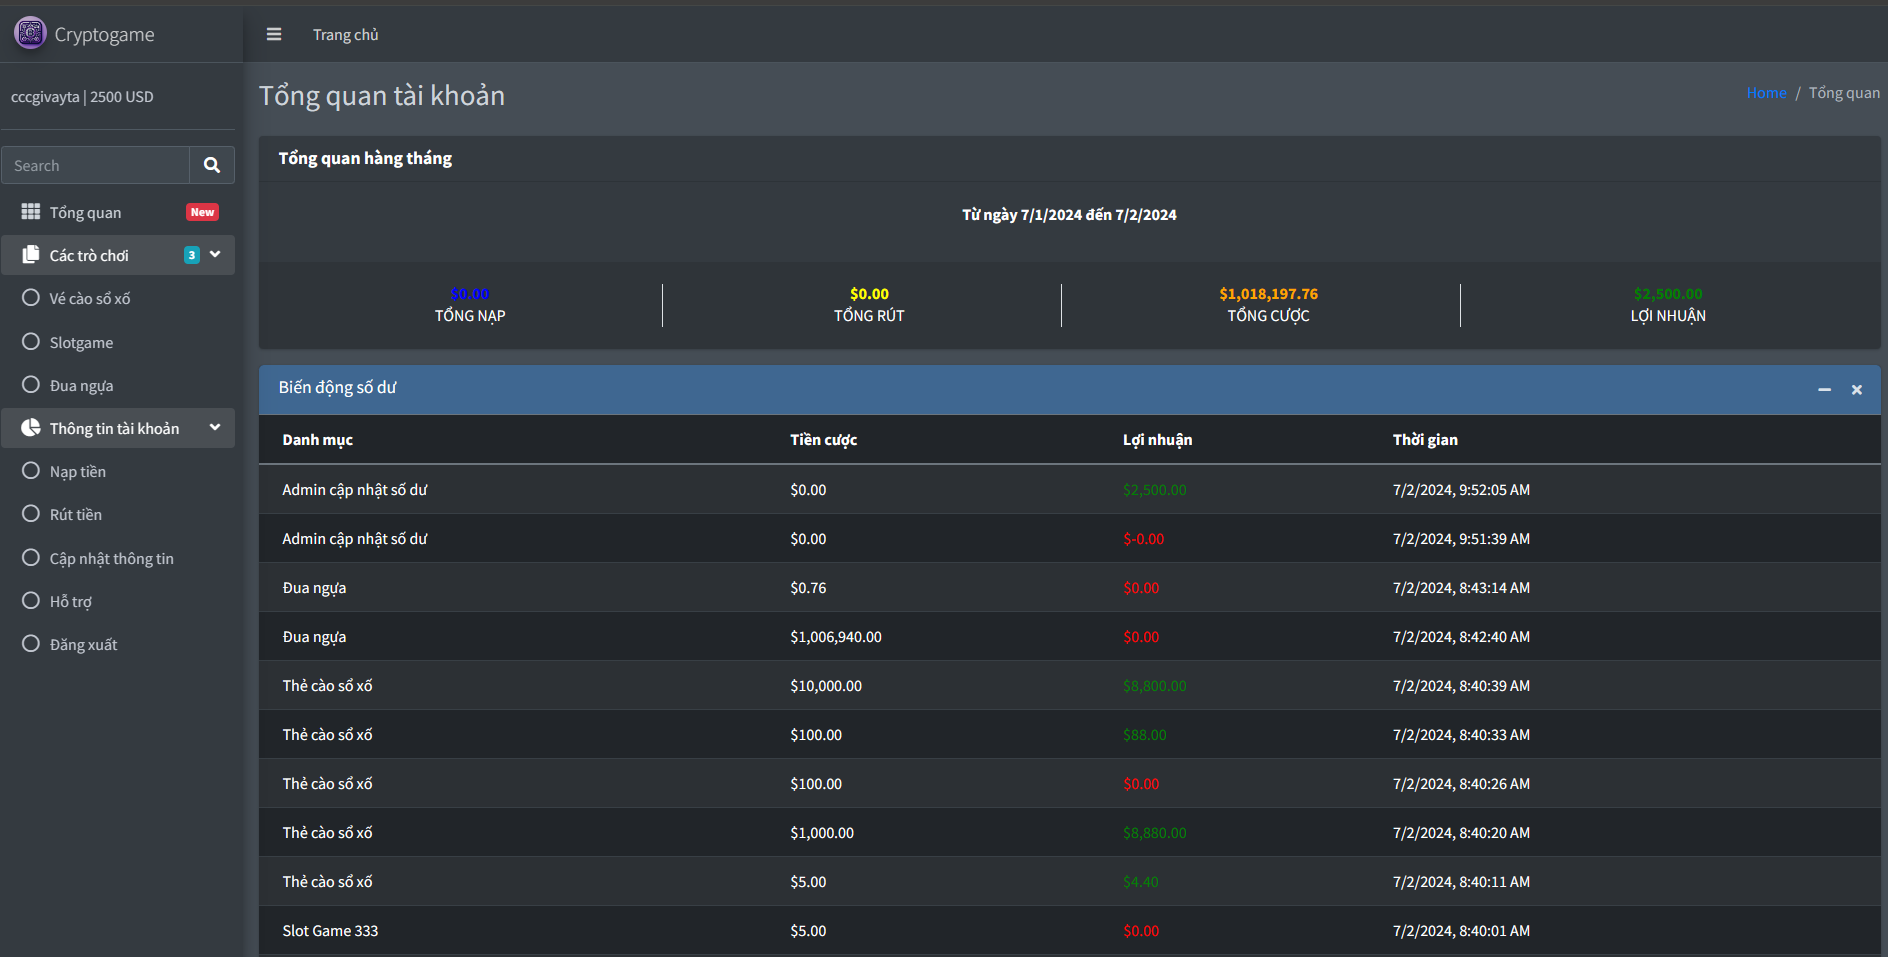 Cryptogame
Trang chủ
cccgivayta | 2500 USD
Search
Tổng quan New
Các trò chơi 3
Vé cào sổ xố
Slotgame
Đua ngựa
Thông tin tài khoản
Nạp tiền
Rút tiền
Cập nhật thông tin
Hỗ trợ
Đăng xuất
Tổng quan tài khoản
Home / Tổng quan
Tổng quan hàng tháng
Từ ngày 7/1/2024 đến 7/2/2024
$0.00 $0.00 $1,018,197.76 $2,500.00
TỔNG NẠP TỔNG RÚT TỔNG CƯỢC LỢI NHUẬN
Biến động số dư
Danh mục Tiền cược Lợi nhuận Thời gian
Admin cập nhật số dư $0.00 $2,500.00 7/2/2024, 9:52:05 AM
Admin cập nhật số dư $0.00 $-0.00 7/2/2024, 9:51:39 AM
Đua ngựa $0.76 $0.00 7/2/2024, 8:43:14 AM
Đua ngựa $1,006,940.00 $0.00 7/2/2024, 8:42:40 AM
Thẻ cào sổ xố $10,000.00 $8,800.00 7/2/2024, 8:40:39 AM
Thẻ cào sổ xố $100.00 $88.00 7/2/2024, 8:40:33 AM
Thẻ cào sổ xố $100.00 $0.00 7/2/2024, 8:40:26 AM
Thẻ cào sổ xố $1,000.00 $8,880.00 7/2/2024, 8:40:20 AM
Thẻ cào sổ xố $5.00 $4.40 7/2/2024, 8:40:11 AM
Slot Game 333 $5.00 $0.00 7/2/2024, 8:40:01 AM